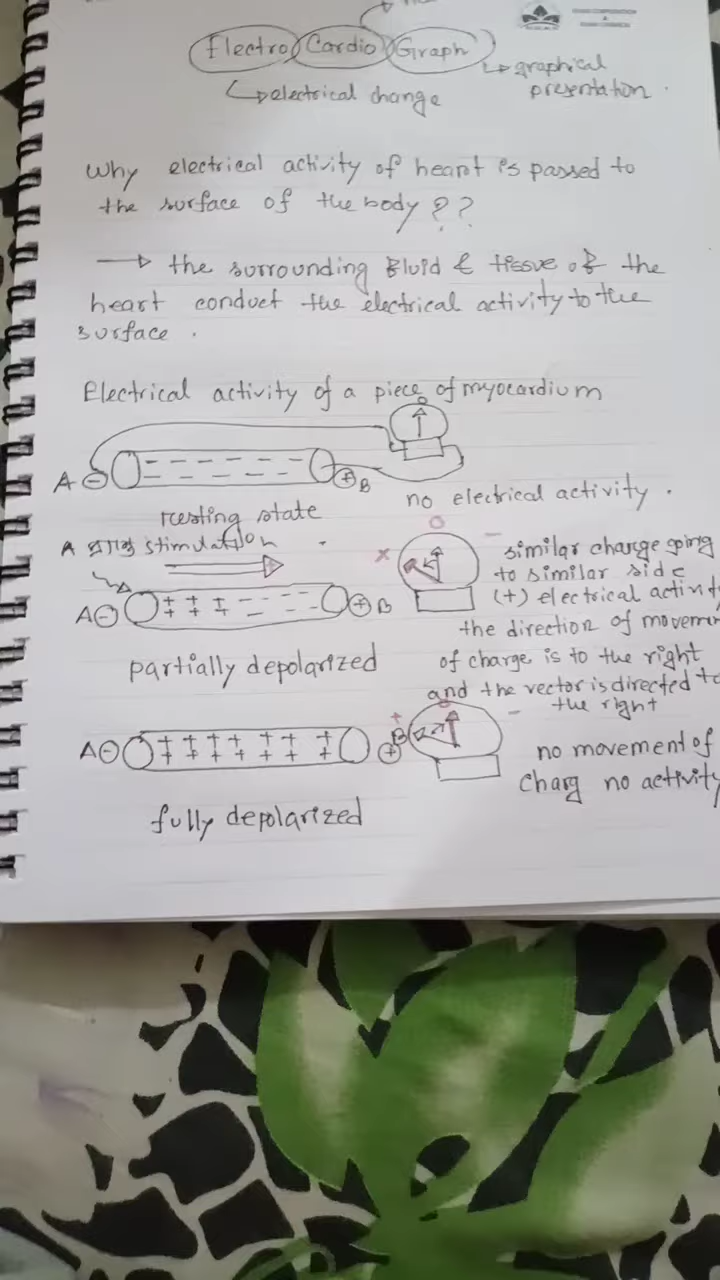 Electro Cardio Graph
↳ electrical change
↳ graphical presentation.
Why electrical activity of heart is passed to
the surface of the body ??
→ the surrounding fluid & tissue of the
heart conduct the electrical activity to the
surface.
Electrical activity of a piece of myocardium
A ⊖ - - - - - - - - ⊕ B
resting state
no electrical activity.
A stimulation
A ⊖ + + + - - - ⊕ B
+ + + - - -
partially depolarized
similar charge going
to similar side
(+) electrical
the direction of
of charge is to the right
and the vector is directed to
the right
A ⊖ + + + + + + ⊕ B
+ + + + + +
fully depolarized
no movement of
charg no activity